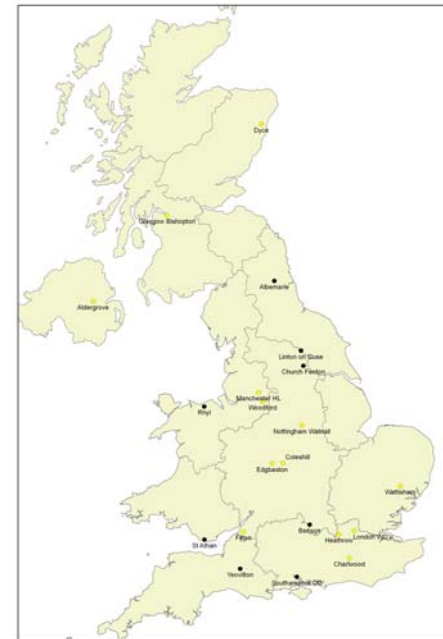 Dyce
Glasgow Bishopton
Albemarle
Aldergrove
Linton on Ouse
Church Fenton
Manchester HL
Woodford
Rhyl
Nottingham Watnall
Coleshill
Edgbaston
Wattisham
Benson
St Athan
Filton
Heathrow
London
Charlwood
Yeovilton
Southampton